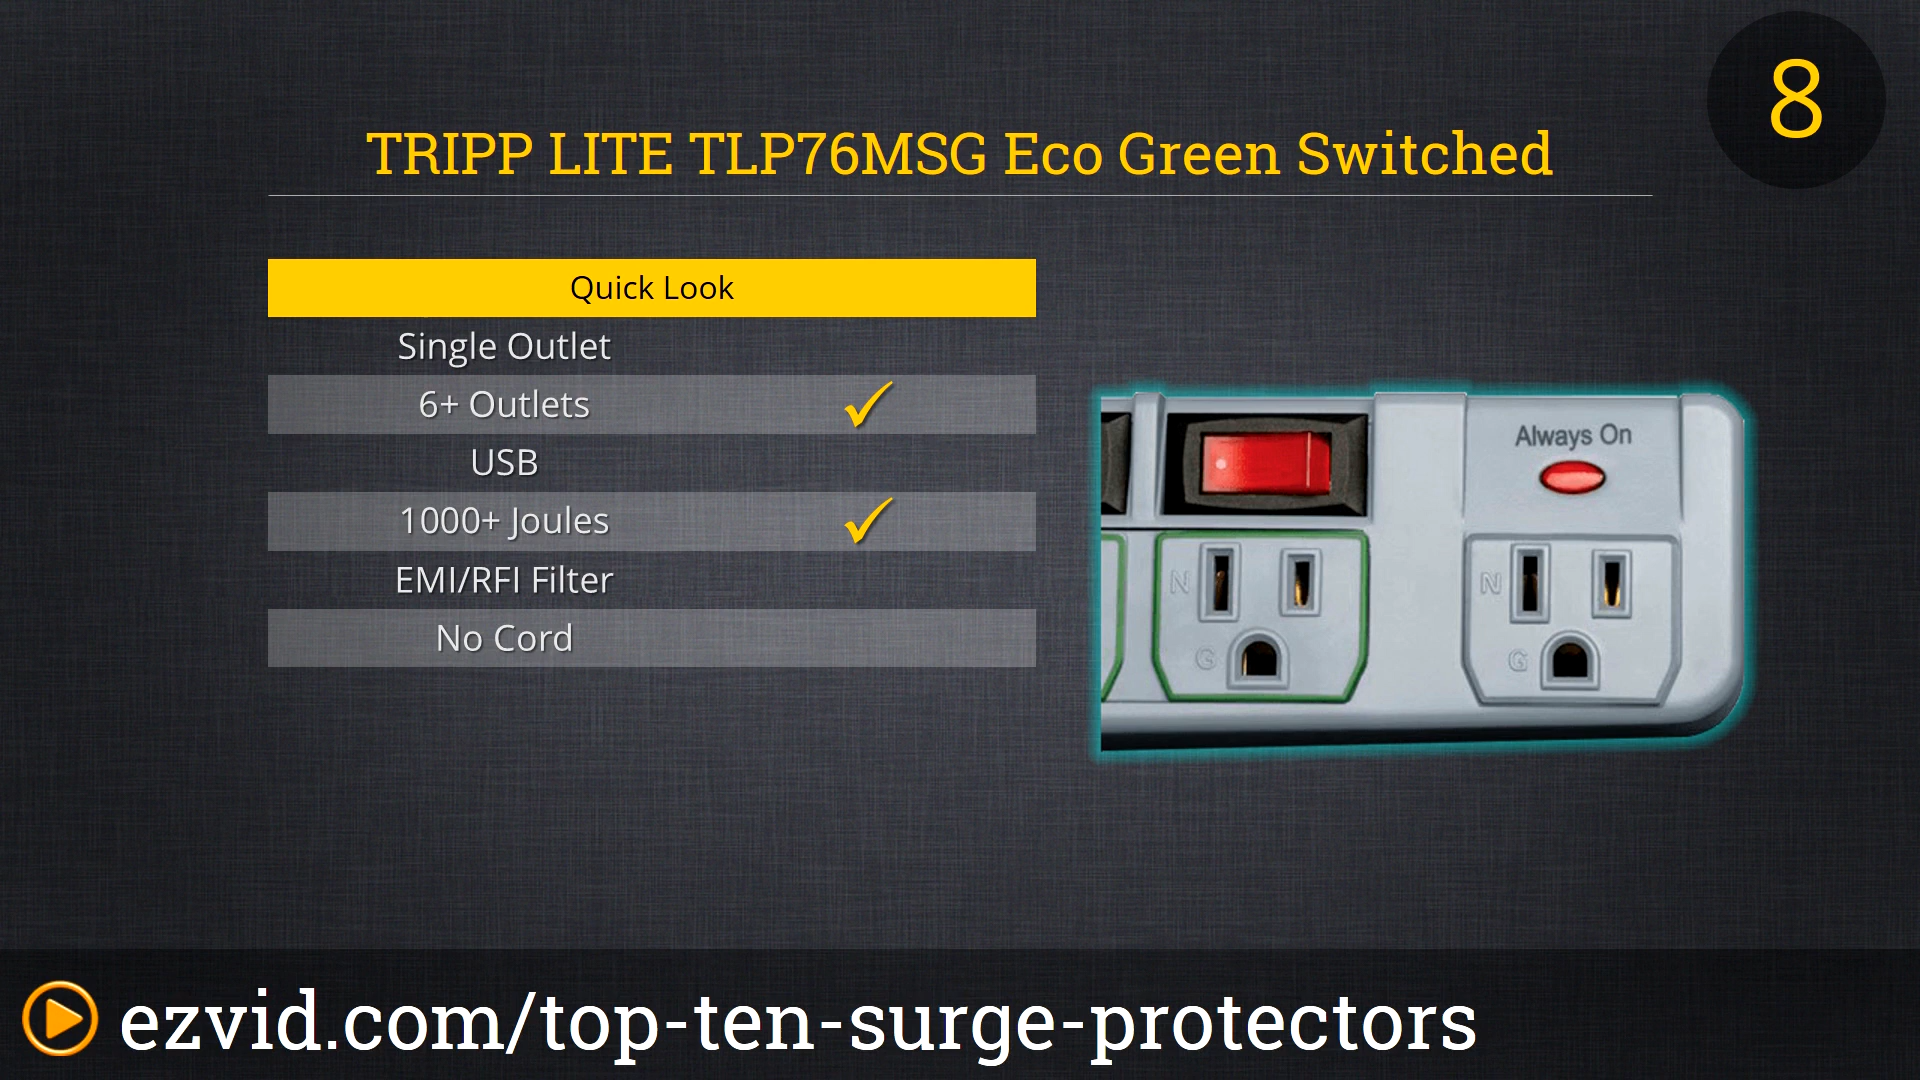 8
TRIPP LITE TLP76MSG Eco Green Switched
Quick Look
Single Outlet
6+ Outlets
USB
1000+ Joules
EMI/RFI Filter
No Cord
Always On
N
N
G
G
ezvid.com/top-ten-surge-protectors